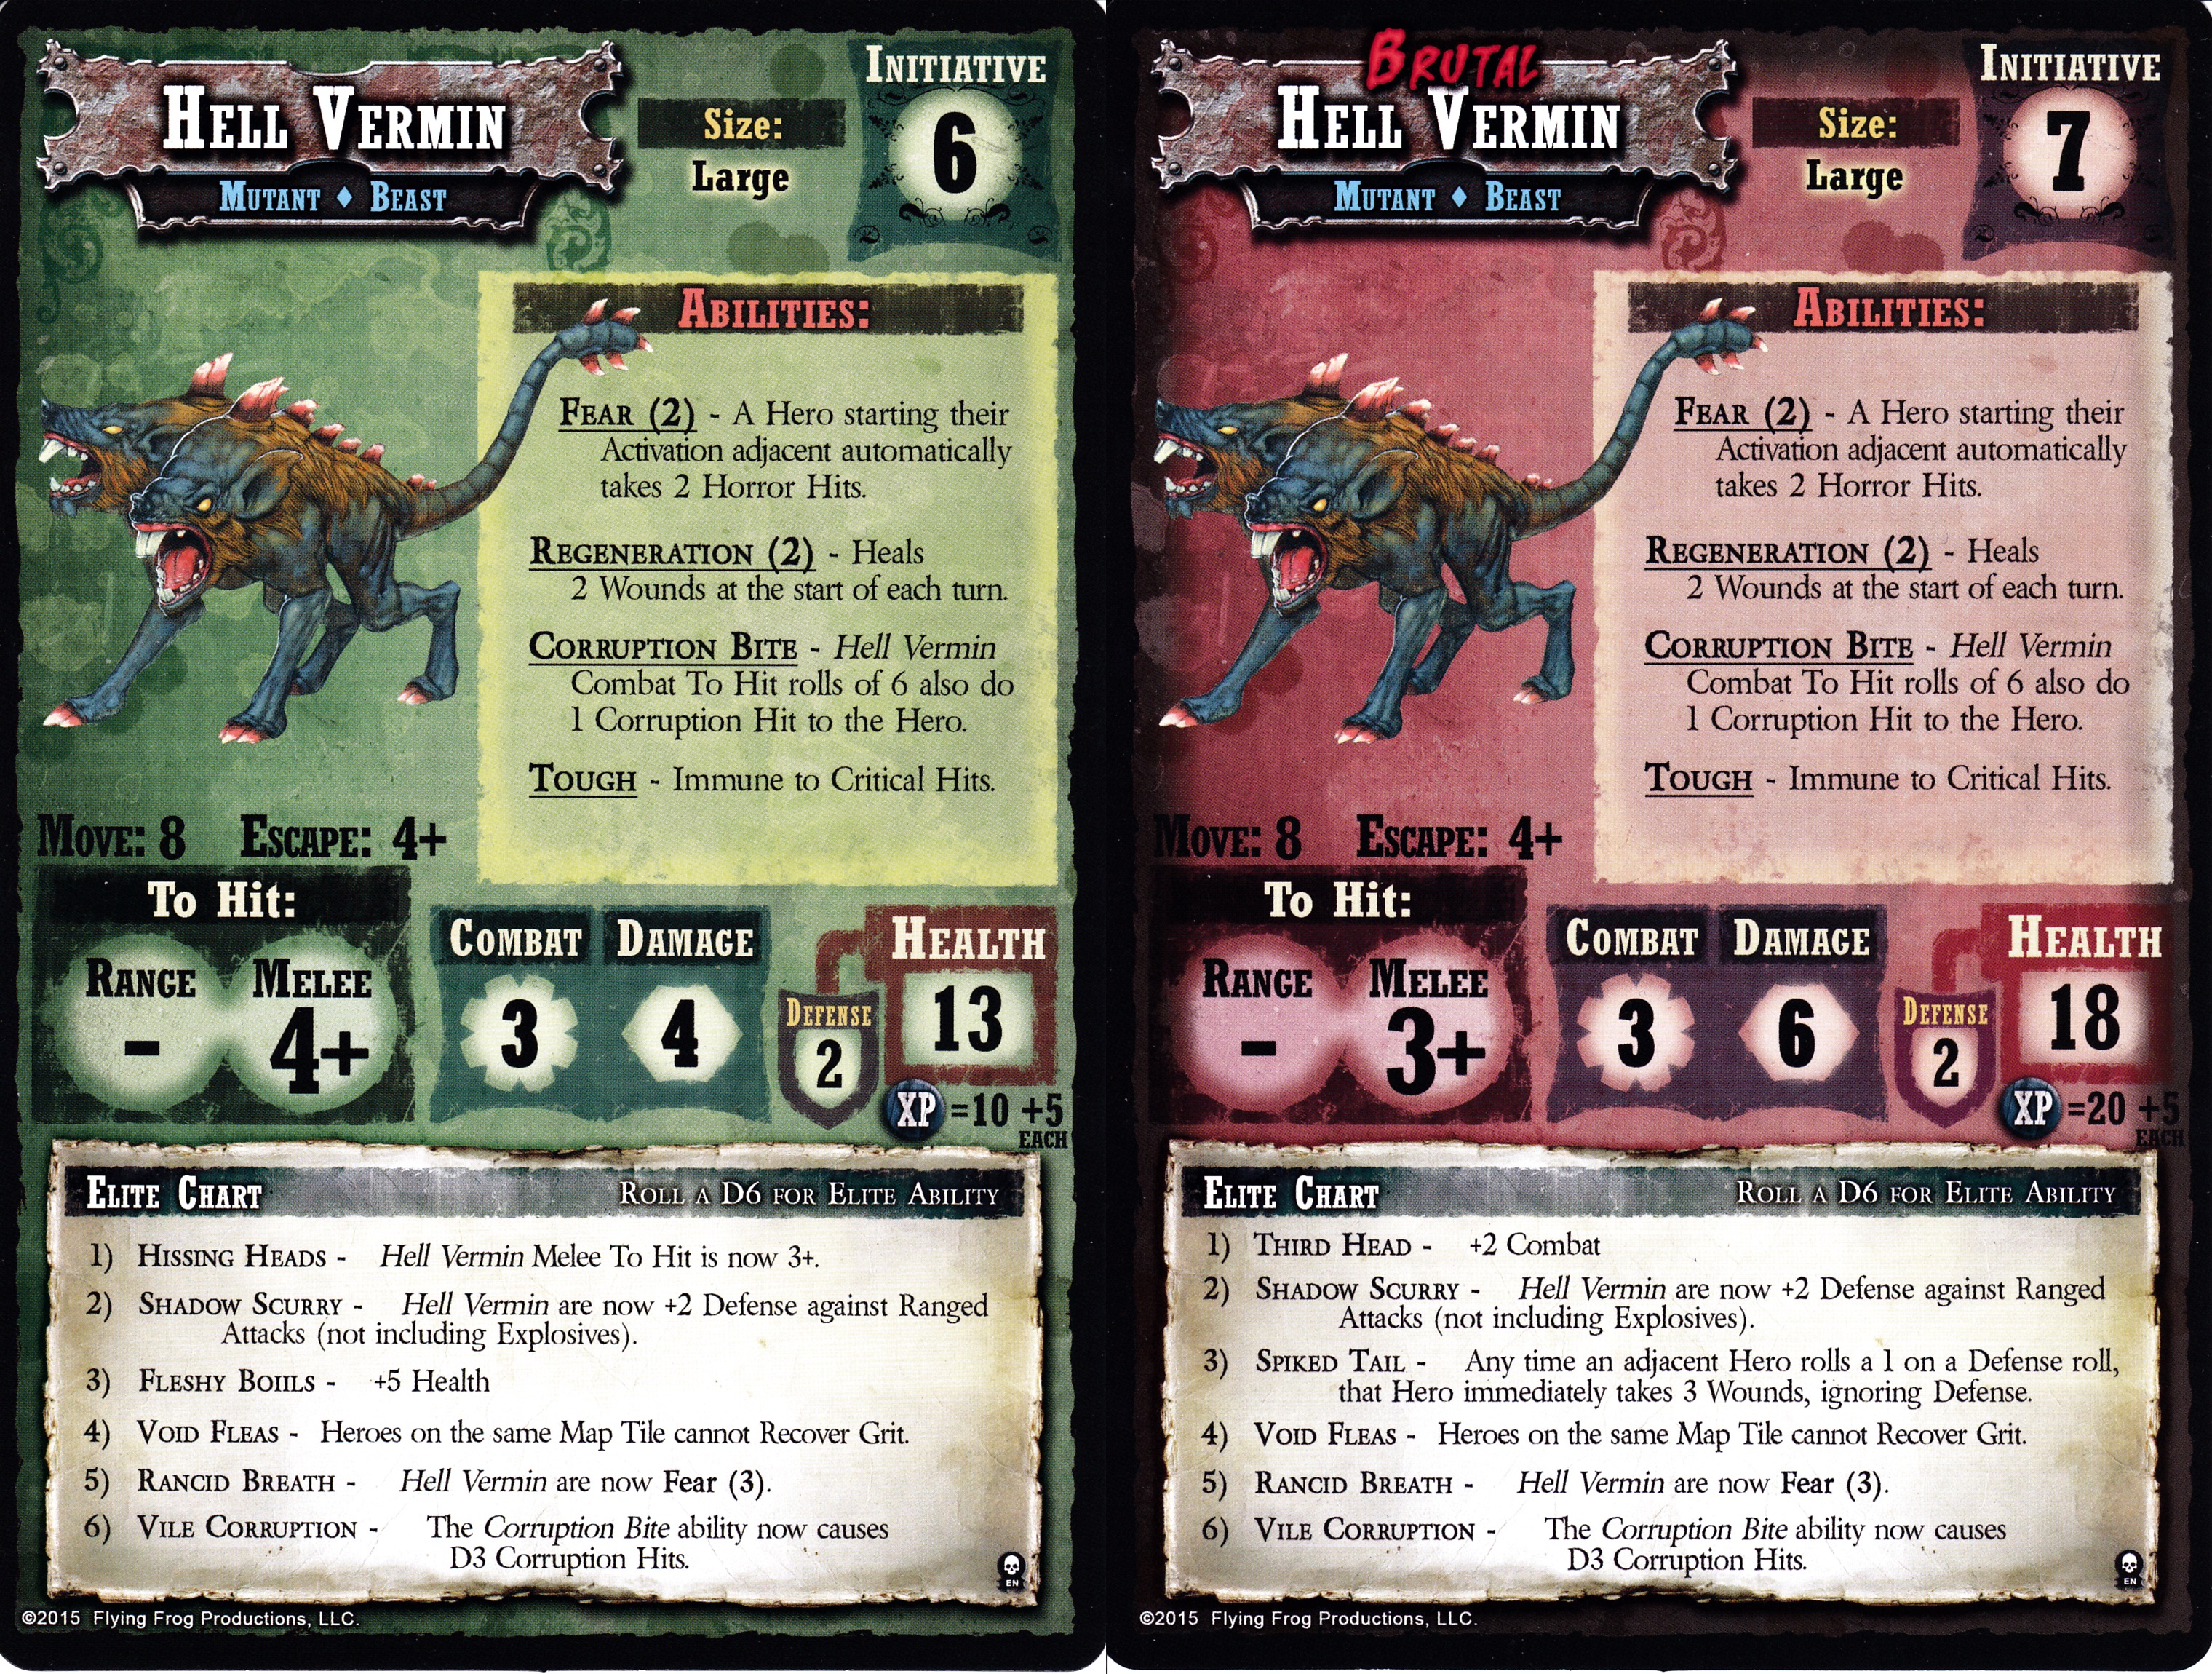 HELL VERMIN
MUTANT ♦ BEAST
Size:
Large
INITIATIVE
6
ABILITIES:
FEAR (2) - A Hero starting their
Activation adjacent automatically
takes 2 Horror Hits.
REGENERATION (2) - Heals
2 Wounds at the start of each turn.
CORRUPTION BITE - Hell Vermin
Combat To Hit rolls of 6 also do
1 Corruption Hit to the Hero.
TOUGH - Immune to Critical Hits.
MOVE: 8 ESCAPE: 4+
TO HIT:
RANGE
-
MELEE
4+
COMBAT
3
DAMAGE
4
DEFENSE
2
HEALTH
13
XP =10 +5
EACH
ELITE CHART ROLL A D6 FOR ELITE ABILITY
1) HISSING HEADS - Hell Vermin Melee To Hit is now 3+.
2) SHADOW SCURRY - Hell Vermin are now +2 Defense against Ranged
Attacks (not including Explosives).
3) FLESHY BOIILS - +5 Health
4) VOID FLEAS - Heroes on the same Map Tile cannot Recover Grit.
5) RANCID BREATH - Hell Vermin are now Fear (3).
6) VILE CORRUPTION - The Corruption Bite ability now causes
D3 Corruption Hits.
EN
©2015 Flying Frog Productions, LLC.
BRUTAL
HELL VERMIN
MUTANT ♦ BEAST
Size:
Large
INITIATIVE
7
ABILITIES:
FEAR (2) - A Hero starting their
Activation adjacent automatically
takes 2 Horror Hits.
REGENERATION (2) - Heals
2 Wounds at the start of each turn.
CORRUPTION BITE - Hell Vermin
Combat To Hit rolls of 6 also do
1 Corruption Hit to the Hero.
TOUGH - Immune to Critical Hits.
MOVE: 8 ESCAPE: 4+
TO HIT:
RANGE
-
MELEE
3+
COMBAT
3
DAMAGE
6
DEFENSE
2
HEALTH
18
XP =20 +5
EACH
ELITE CHART ROLL A D6 FOR ELITE ABILITY
1) THIRD HEAD - +2 Combat
2) SHADOW SCURRY - Hell Vermin are now +2 Defense against Ranged
Attacks (not including Explosives).
3) SPIKED TAIL - Any time an adjacent Hero rolls a 1 on a Defense roll,
that Hero immediately takes 3 Wounds, ignoring Defense.
4) VOID FLEAS - Heroes on the same Map Tile cannot Recover Grit.
5) RANCID BREATH - Hell Vermin are now Fear (3).
6) VILE CORRUPTION - The Corruption Bite ability now causes
D3 Corruption Hits.
EN
©2015 Flying Frog Productions, LLC.